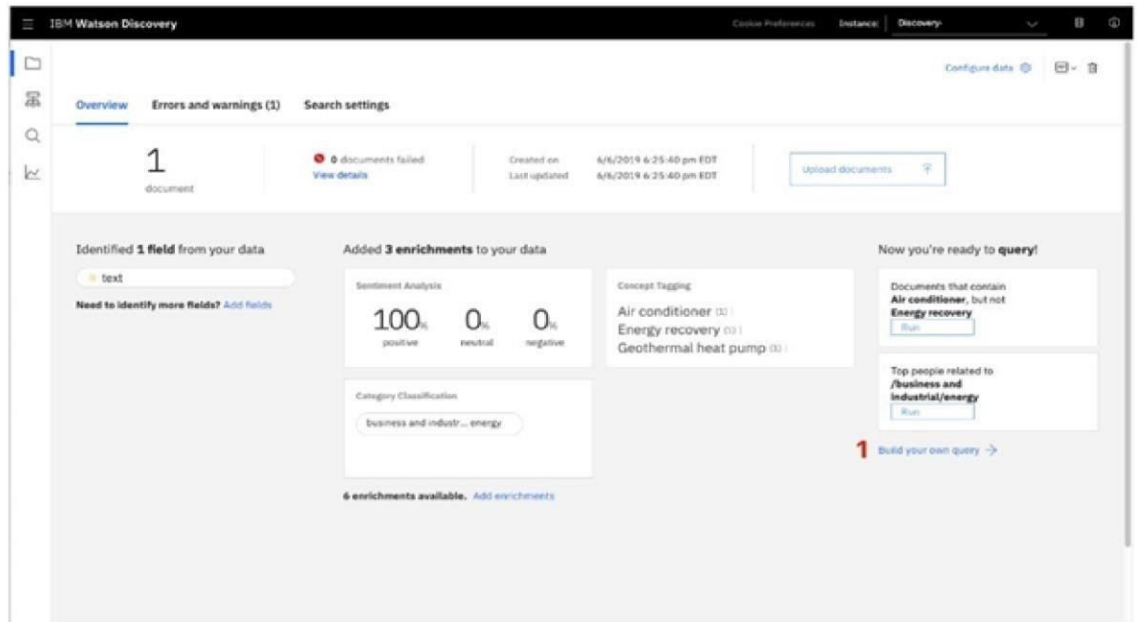 IBM Watson Discovery
Cookie Preferences
Instance:
Discovery-
Configure data
Overview
Errors and warnings (1)
Search settings
1
document
0 documents failed
View details
Created on 6/6/2019 6:25:40 pm EDT
Last updated 6/6/2019 6:25:40 pm EDT
Upload documents
Identified 1 field from your data
text
Need to identify more fields? Add fields
Added 3 enrichments to your data
Sentiment Analysis
100% 0% 0%
positive neutral negative
Concept Tagging
Air conditioner (1)
Energy recovery (1)
Geothermal heat pump (1)
Category Classification
business and industr... energy
6 enrichments available. Add enrichments
Now you're ready to query!
Documents that contain
Air conditioner, but not
Energy recovery
Run
Top people related to
/business and
industrial/energy
Run
1 Build your own query